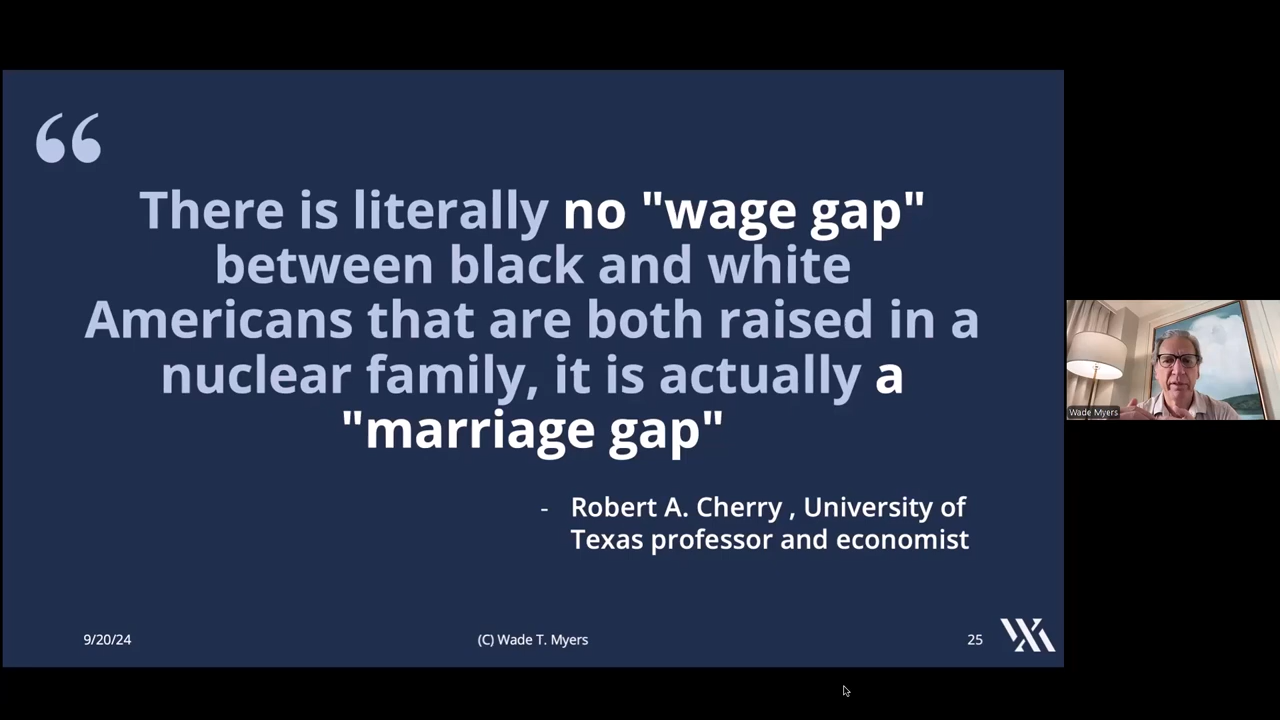 “
There is literally no "wage gap"
between black and white
Americans that are both raised in a
nuclear family, it is actually a
"marriage gap"
- Robert A. Cherry , University of
Texas professor and economist
9/20/24
(C) Wade T. Myers
25
Wade Myers